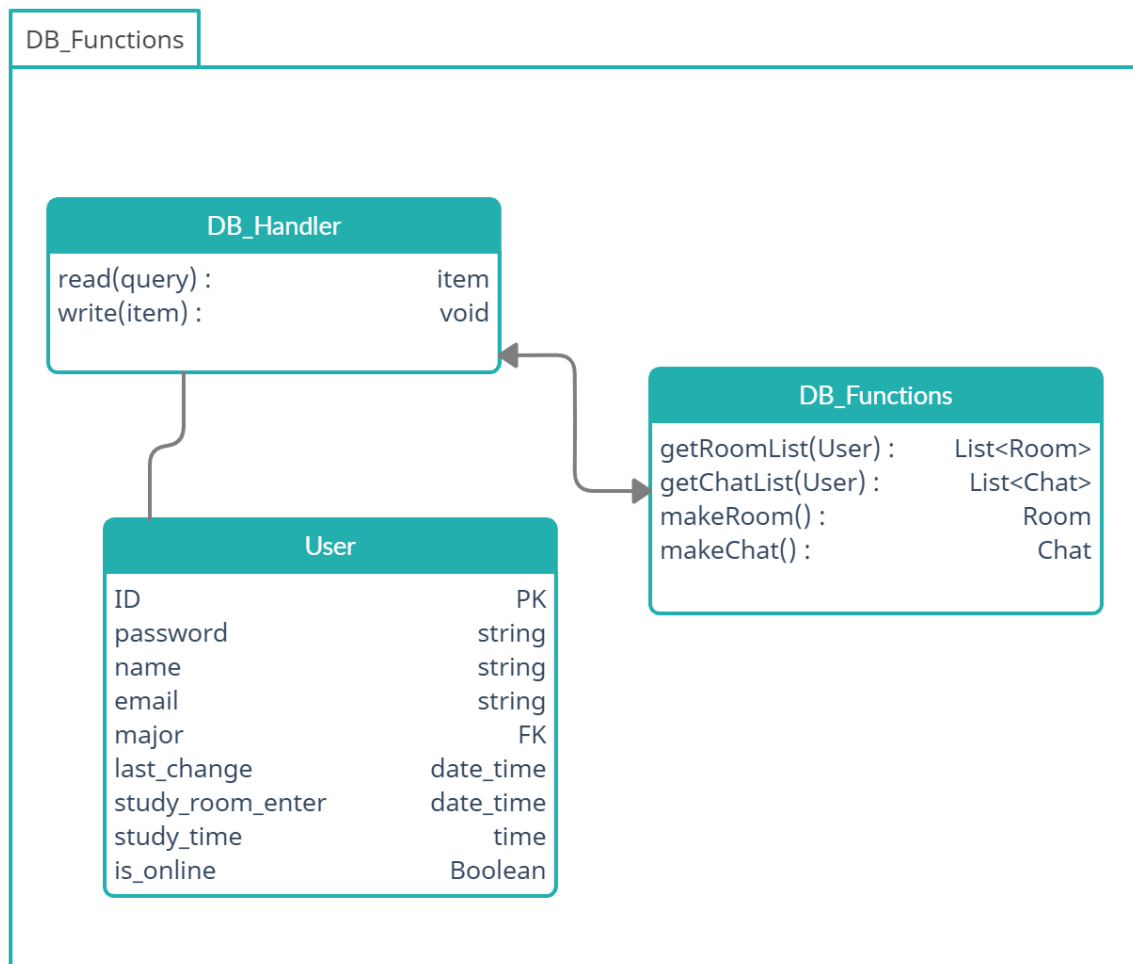 DB_Functions
DB_Handler
read(query) : item
write(item) : void
DB_Functions
getRoomList(User) : List<Room>
getChatList(User) : List<Chat>
makeRoom() : Room
makeChat() : Chat
User
ID PK
password string
name string
email string
major FK
last_change date_time
study_room_enter date_time
study_time time
is_online Boolean